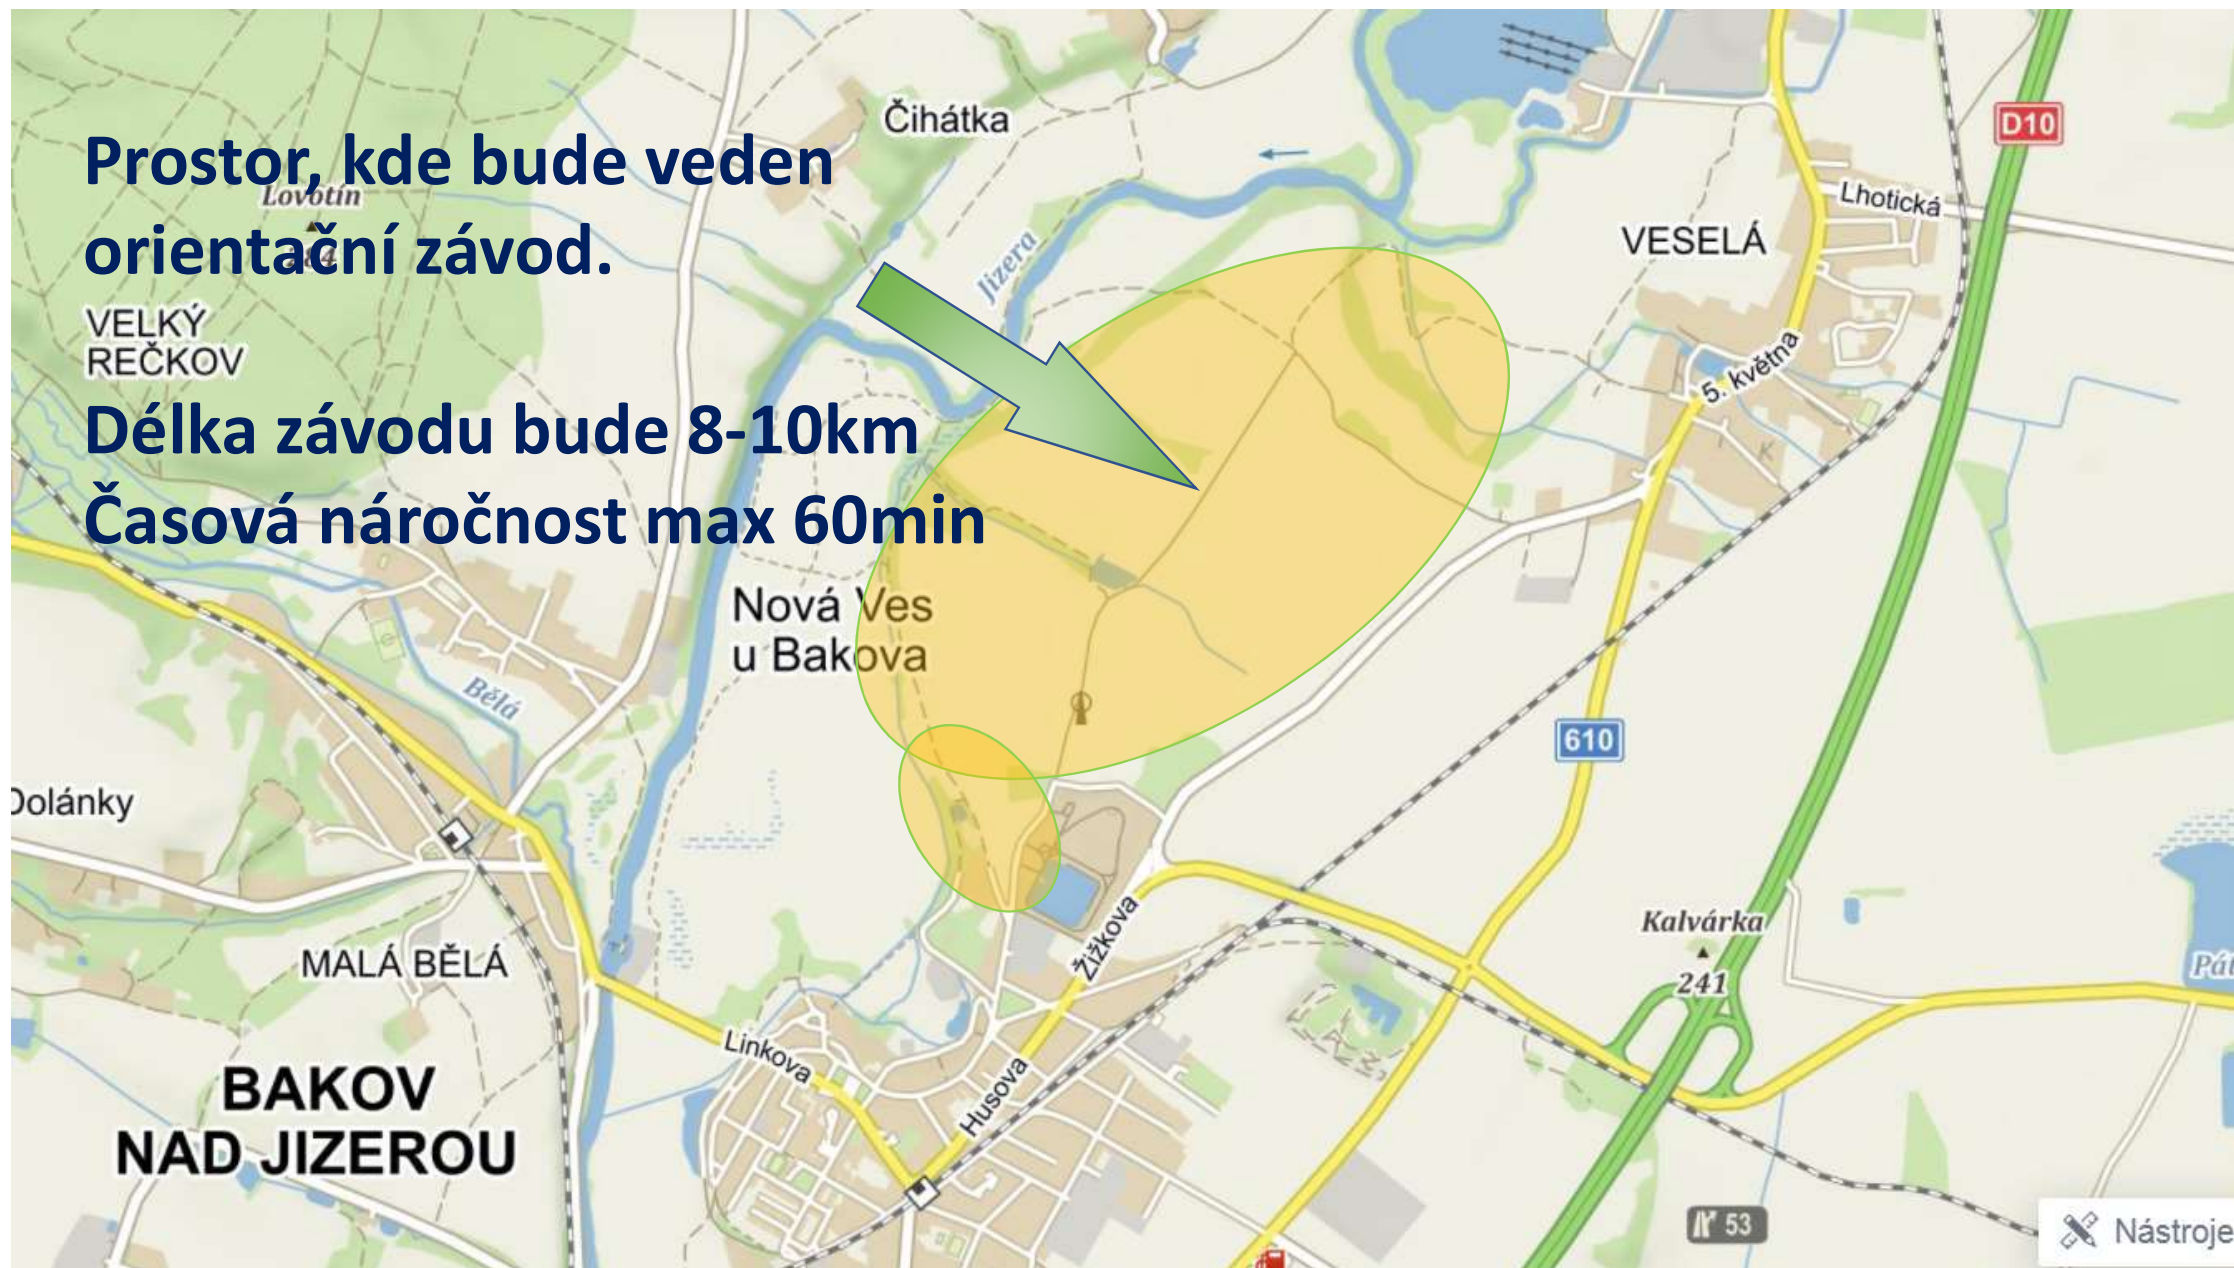 Čihátka
D10
Prostor, kde bude veden
Lovotín
orientační závod.
284
Lhotická
VESELÁ
Jizera
VELKÝ
REČKOV
5. května
Délka závodu bude 8-10km
Časová náročnost max 60min
Nová Ves
u Bakova
Bělá
610
Dolánky
Žižkova
Kalvárka
241
MALÁ BĚLÁ
Linkova
Husova
BAKOV
NAD JIZEROU
53
Nástroje